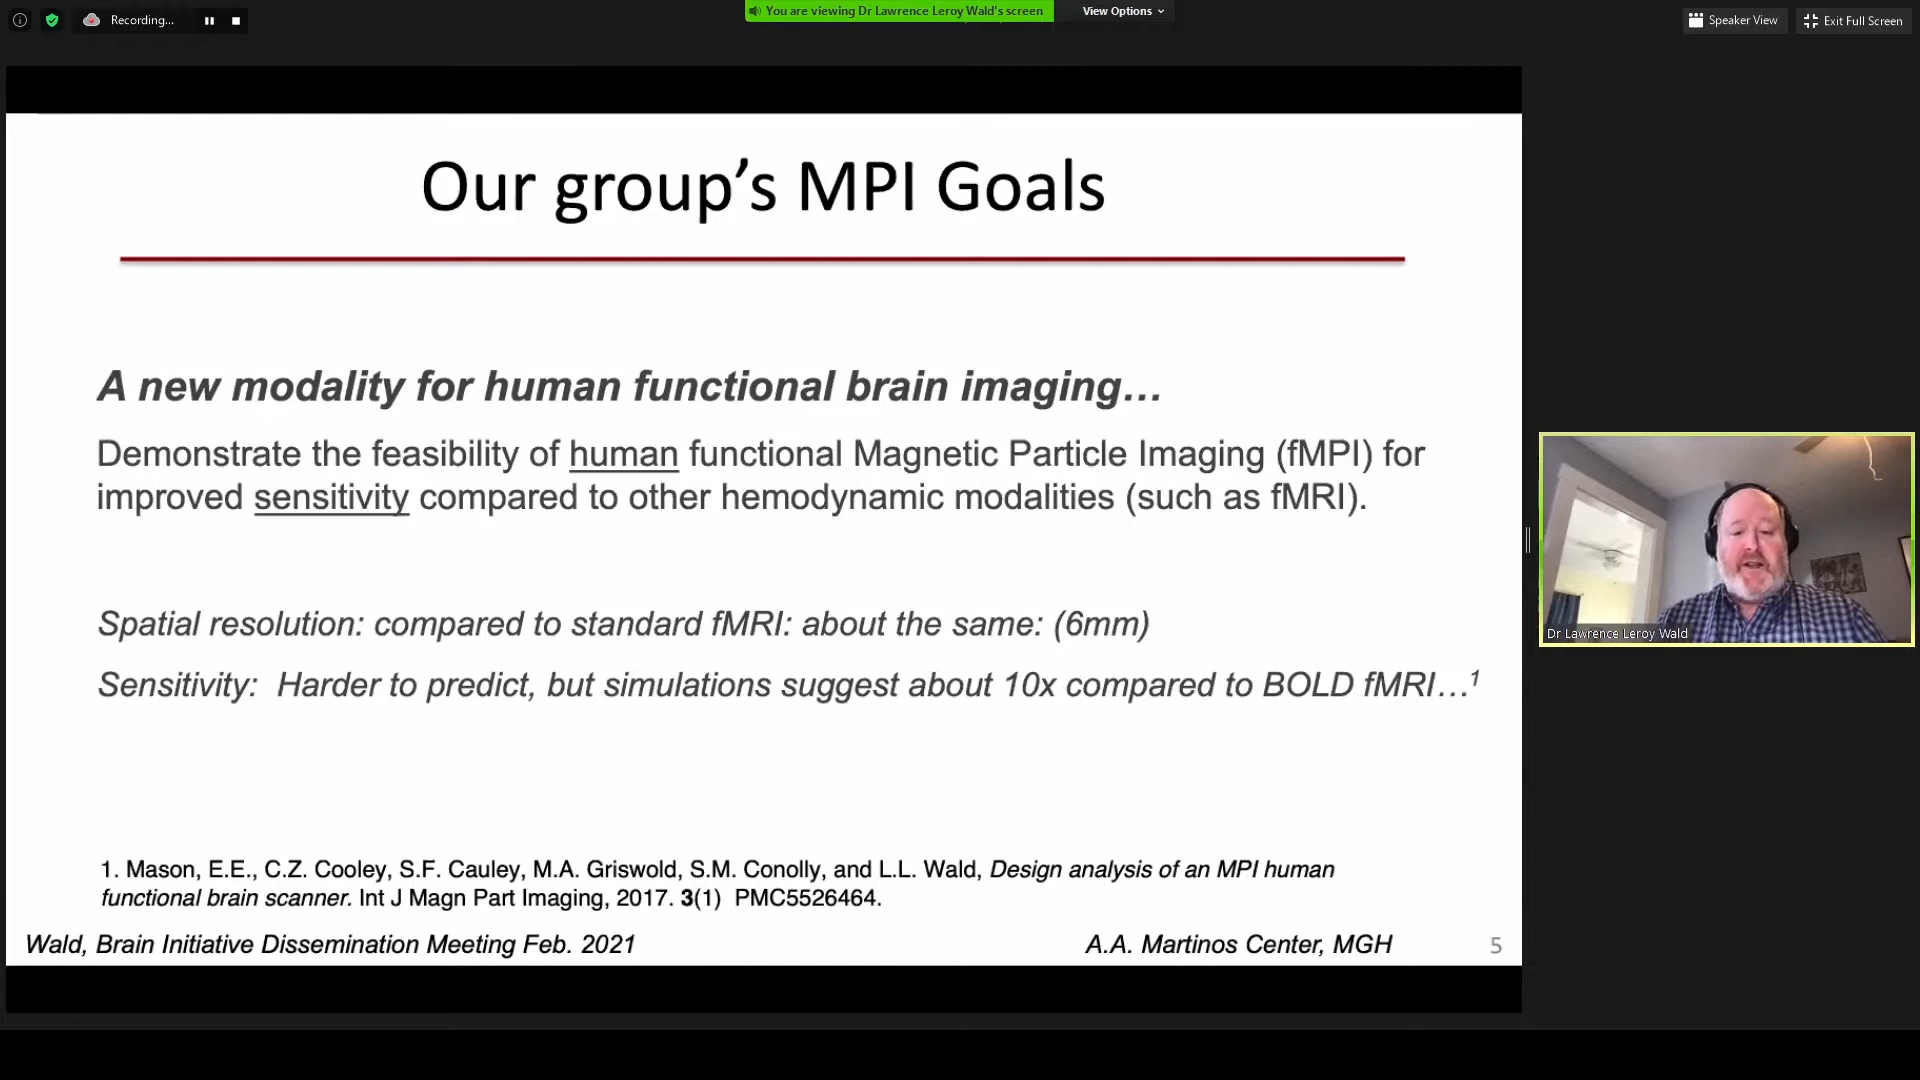 Recording...
You are viewing Dr Lawrence Leroy Wald's screen
View Options
Speaker View
Exit Full Screen
Our group's MPI Goals
A new modality for human functional brain imaging…
Demonstrate the feasibility of human functional Magnetic Particle Imaging (fMPI) for
improved sensitivity compared to other hemodynamic modalities (such as fMRI).
Spatial resolution: compared to standard fMRI: about the same: (6mm)
Sensitivity:  Harder to predict, but simulations suggest about 10x compared to BOLD fMRI…1
Dr Lawrence Leroy Wald
1. Mason, E.E., C.Z. Cooley, S.F. Cauley, M.A. Griswold, S.M. Conolly, and L.L. Wald, Design analysis of an MPI human
functional brain scanner. Int J Magn Part Imaging, 2017. 3(1)  PMC5526464.
Wald, Brain Initiative Dissemination Meeting Feb. 2021
A.A. Martinos Center, MGH
5